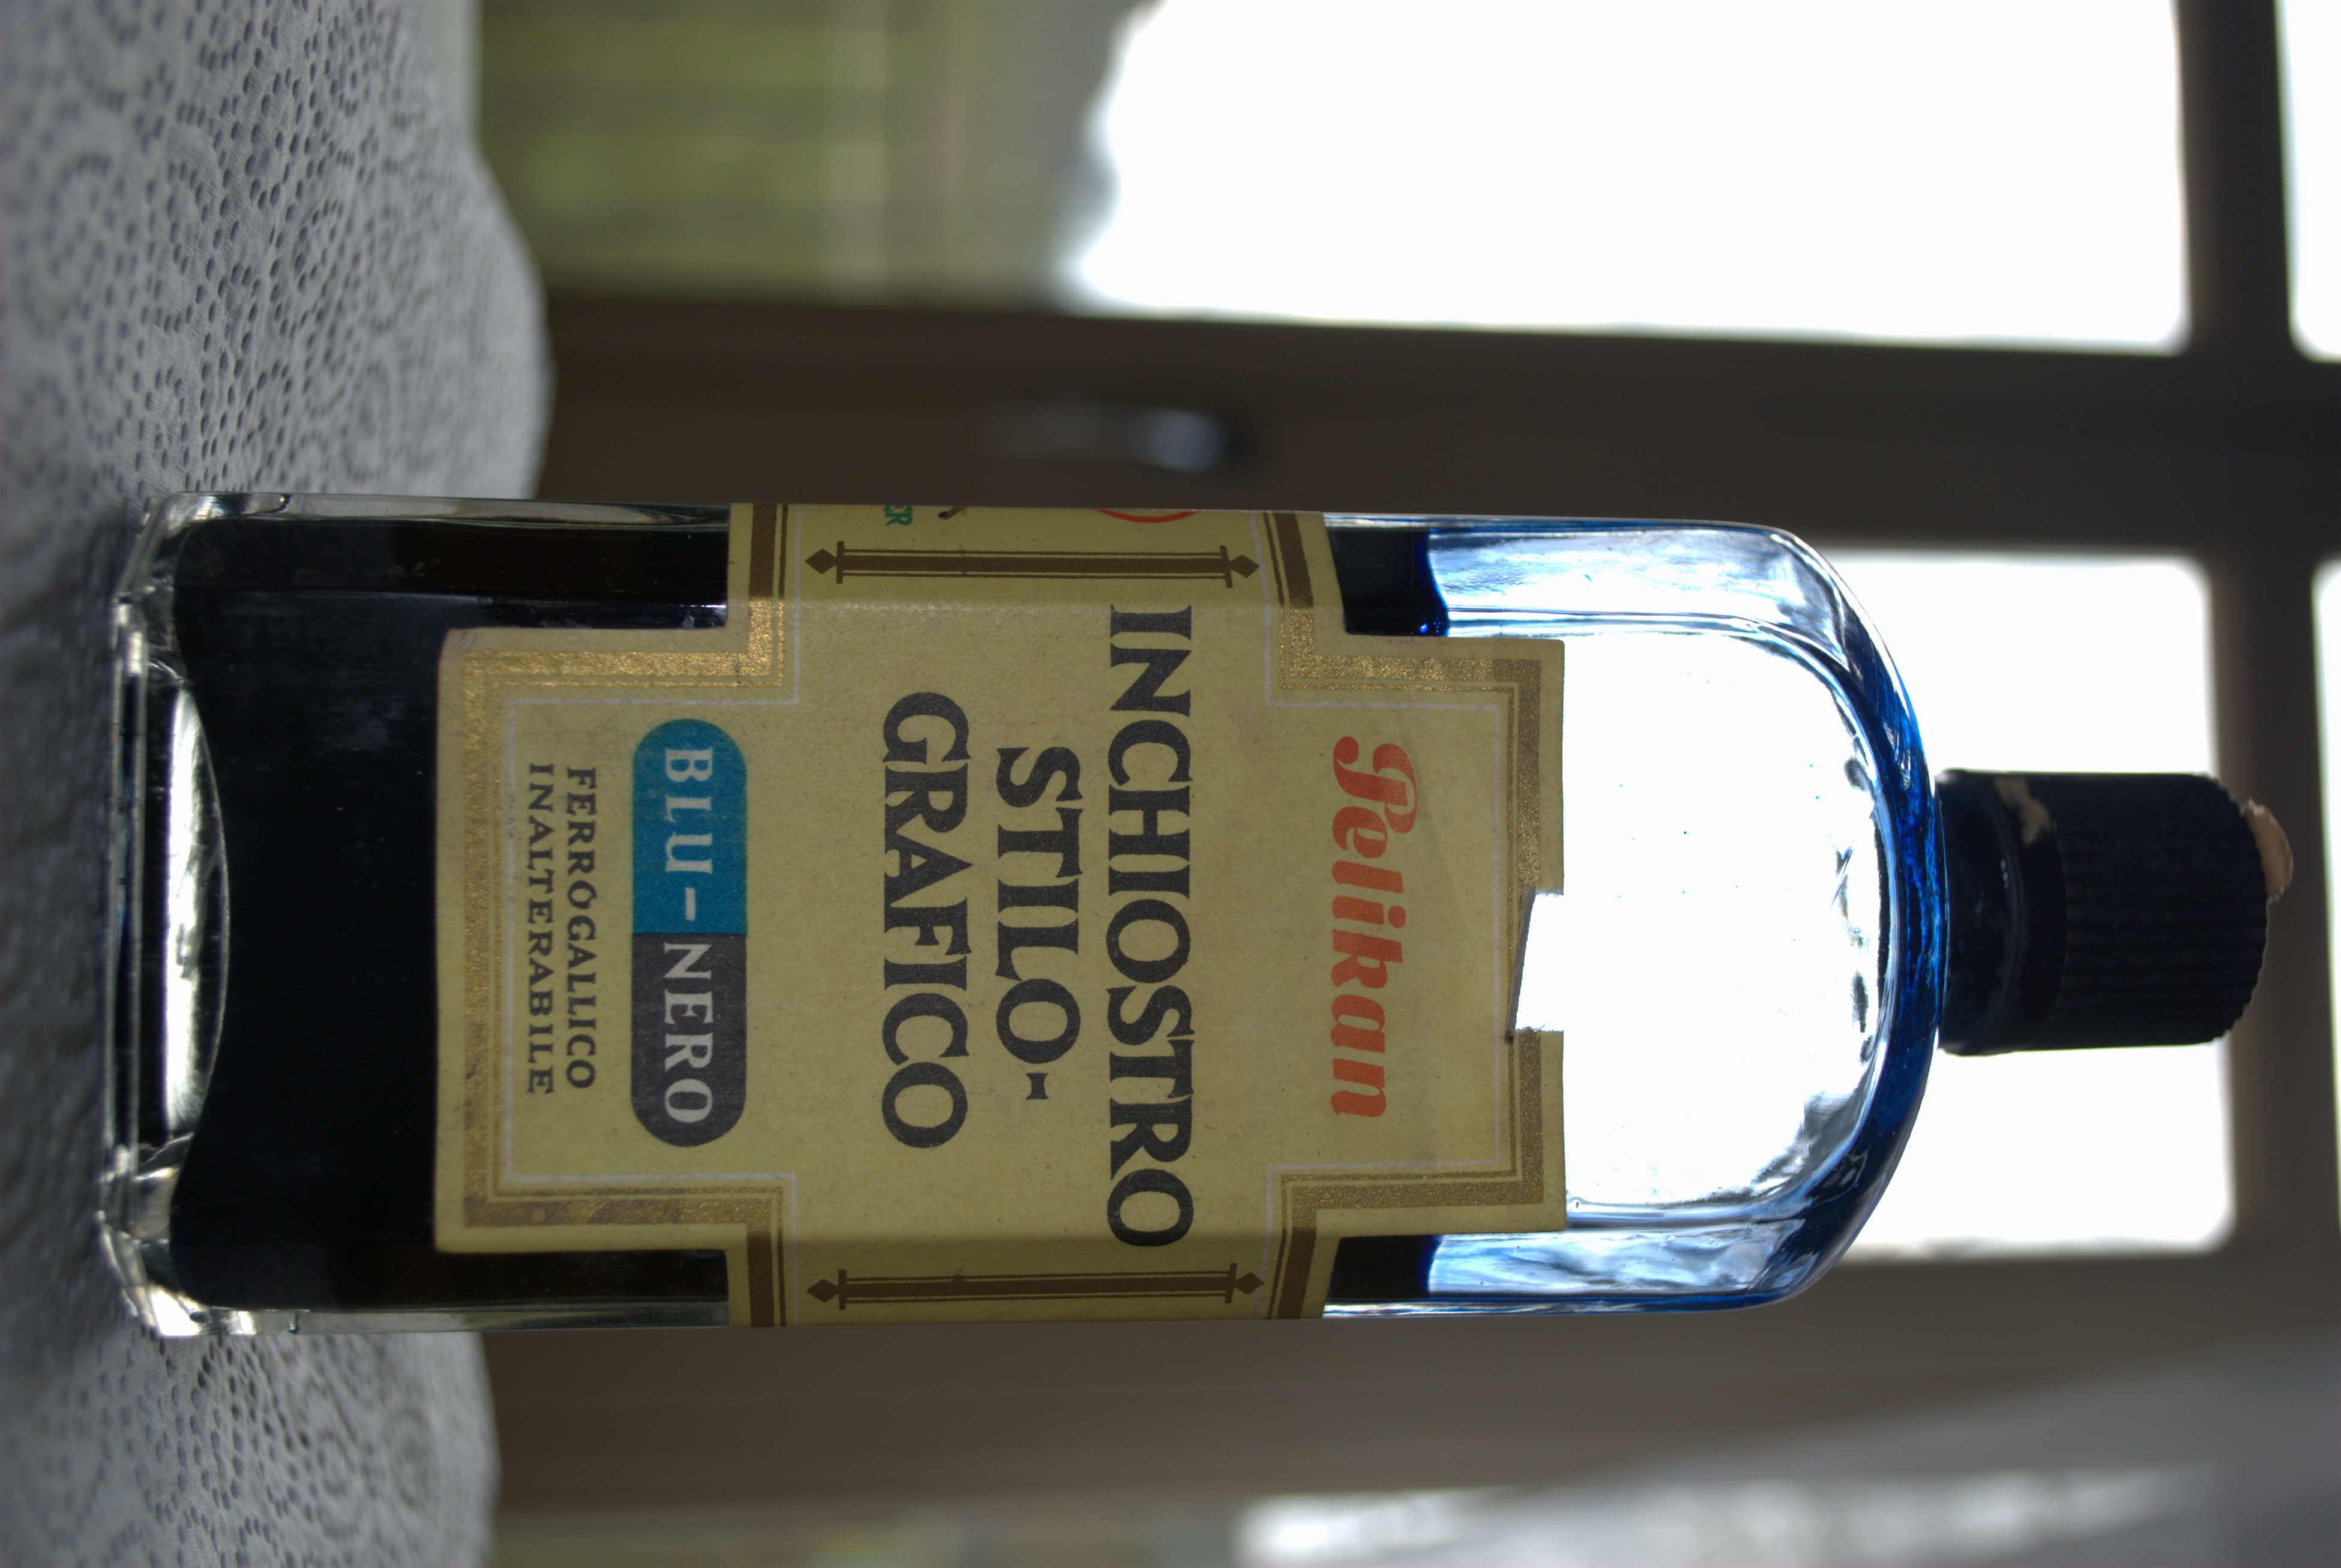 Pelikan
INCHIOSTRO
STILO-
GRAFICO
BLU-NERO
FERROGALLICO
INALTERABILE